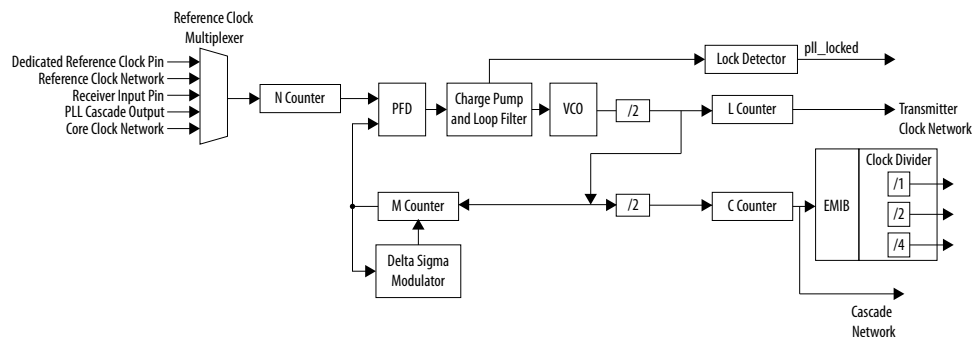 Reference Clock
Multiplexer
Dedicated Reference Clock Pin
Reference Clock Network
Receiver Input Pin
PLL Cascade Output
Core Clock Network
N Counter
PFD
Charge Pump
and Loop Filter
VCO
/2
Lock Detector
pll_locked
L Counter
Transmitter
Clock Network
M Counter
Delta Sigma
Modulator
/2
C Counter
EMIB
Clock Divider
/1
/2
/4
Cascade
Network